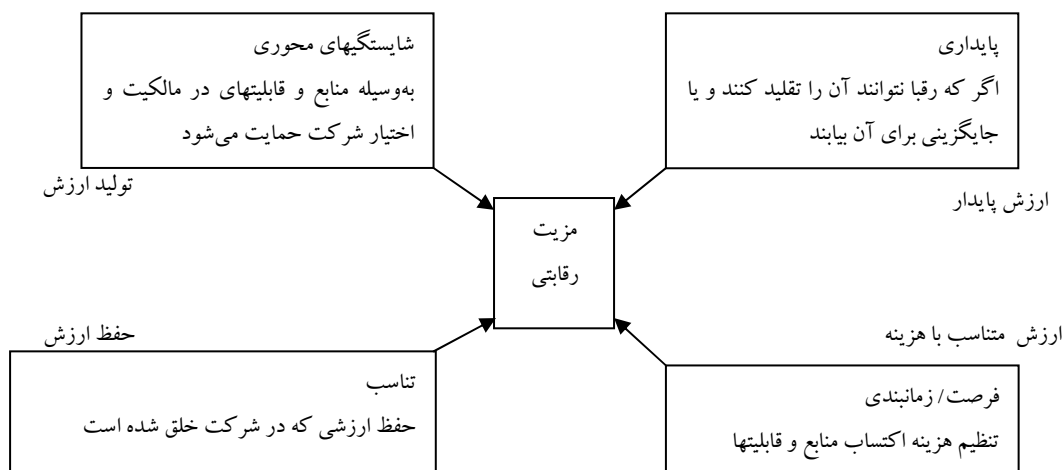 پایداری
اگر که رقبا نتوانند آن را تقلید کنند و یا
جایگزینی برای آن بیابند
ارزش پایدار
شایستگیهای محوری
به‌وسیله منابع و قابلیتهای در مالکیت و
اختیار شرکت حمایت می‌شود
تولید ارزش
مزیت
رقابتی
ارزش متناسب با هزینه
فرصت/ زمانبندی
تنظیم هزینه اکتساب منابع و قابلیتها
حفظ ارزش
تناسب
حفظ ارزشی که در شرکت خلق شده است